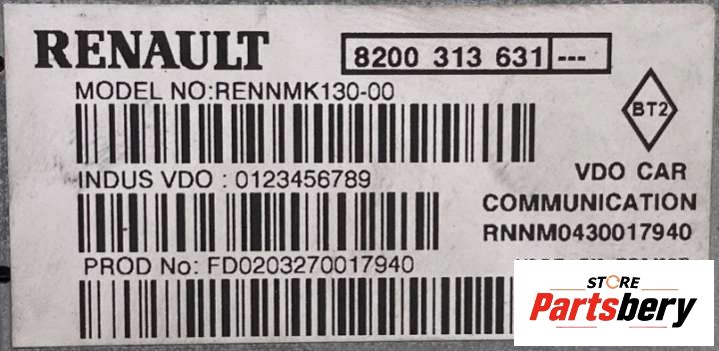 RENAULT 8200 313 631 ---
MODEL NO:RENNMK130-00
BT2
INDUS VDO : 0123456789
VDO CAR
COMMUNICATION
RNNM0430017940
PROD No: FD0203270017940
STORE
Partsbery